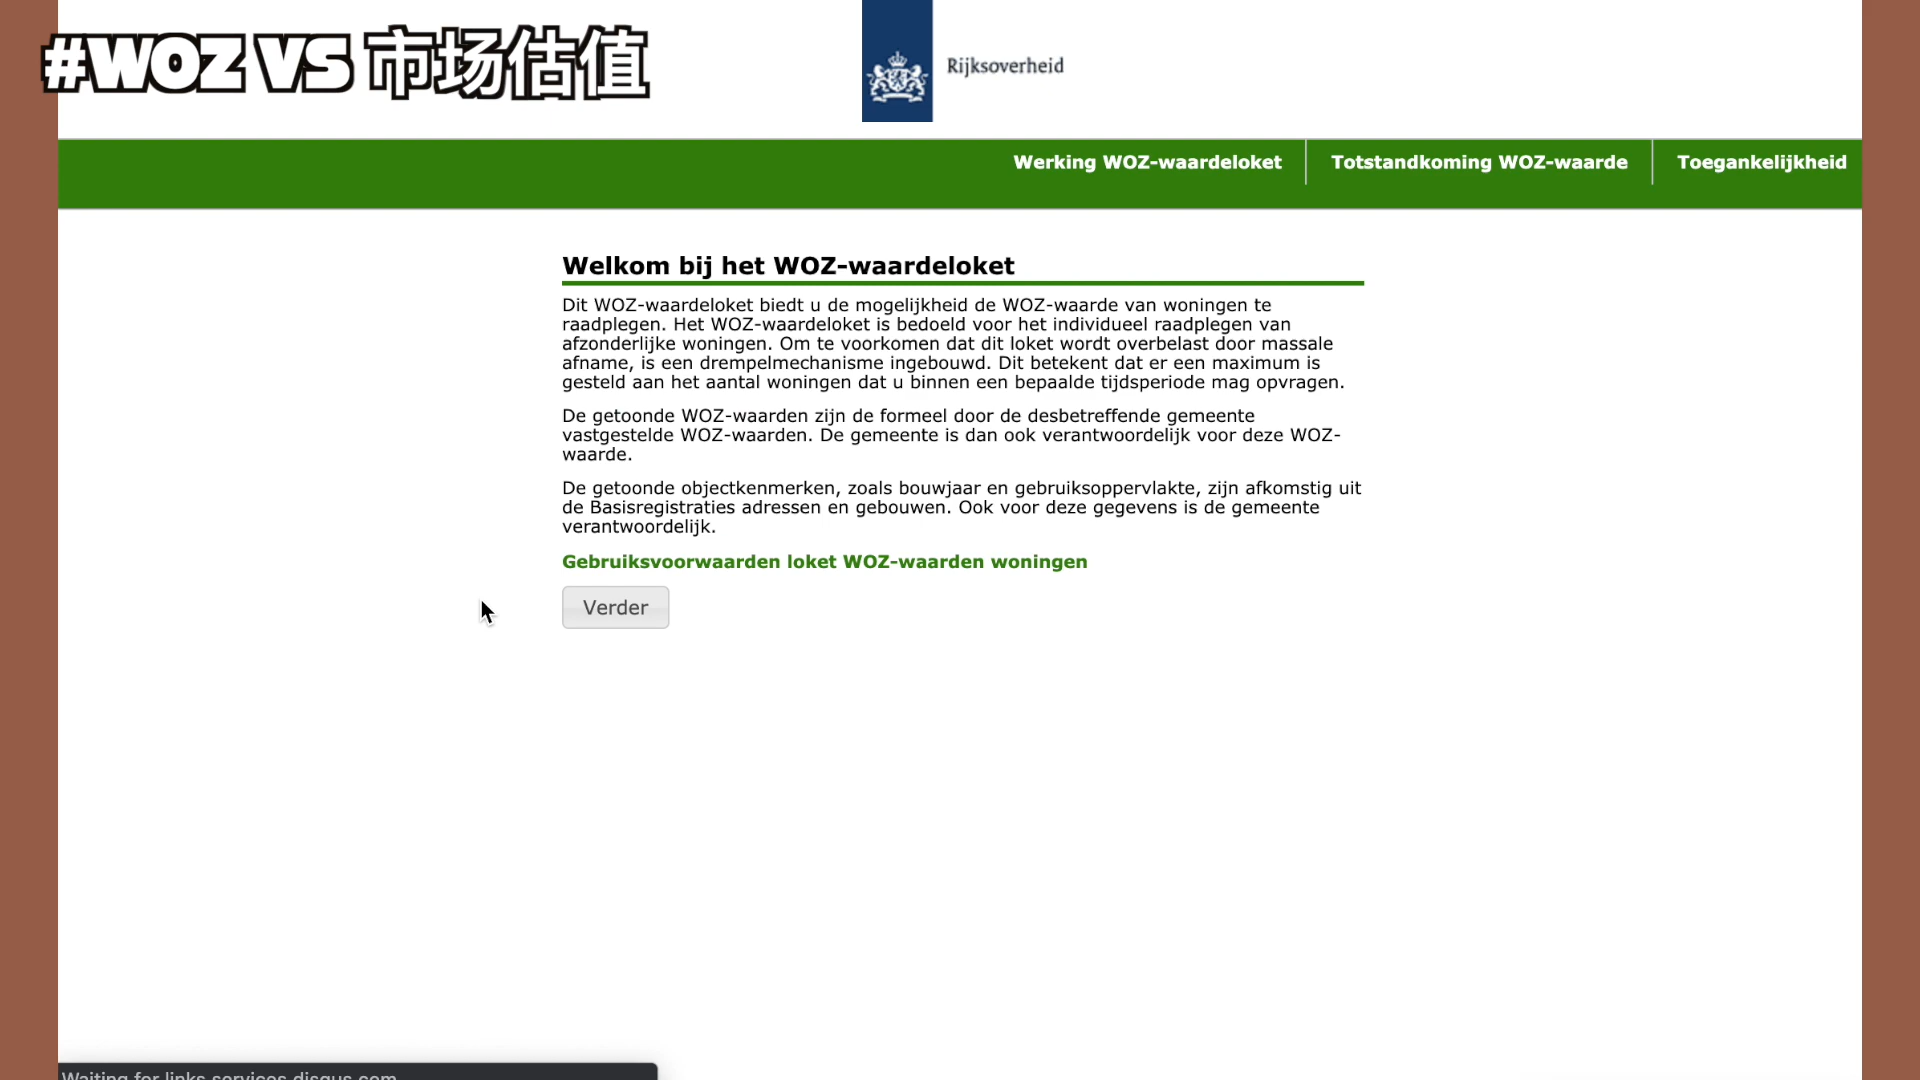 #WOZ VS 市场估值
Rijksoverheid
Werking WOZ-waardeloket
Totstandkoming WOZ-waarde
Toegankelijkheid
Welkom bij het WOZ-waardeloket
Dit WOZ-waardeloket biedt u de mogelijkheid de WOZ-waarde van woningen te
raadplegen. Het WOZ-waardeloket is bedoeld voor het individueel raadplegen van
afzonderlijke woningen. Om te voorkomen dat dit loket wordt overbelast door massale
afname, is een drempelmechanisme ingebouwd. Dit betekent dat er een maximum is
gesteld aan het aantal woningen dat u binnen een bepaalde tijdsperiode mag opvragen.
De getoonde WOZ-waarden zijn de formeel door de desbetreffende gemeente
vastgestelde WOZ-waarden. De gemeente is dan ook verantwoordelijk voor deze WOZ-
waarde.
De getoonde objectkenmerken, zoals bouwjaar en gebruiksoppervlakte, zijn afkomstig uit
de Basisregistraties adressen en gebouwen. Ook voor deze gegevens is de gemeente
verantwoordelijk.
Gebruiksvoorwaarden loket WOZ-waarden woningen
Verder
Waiting for links.services.disqus.com